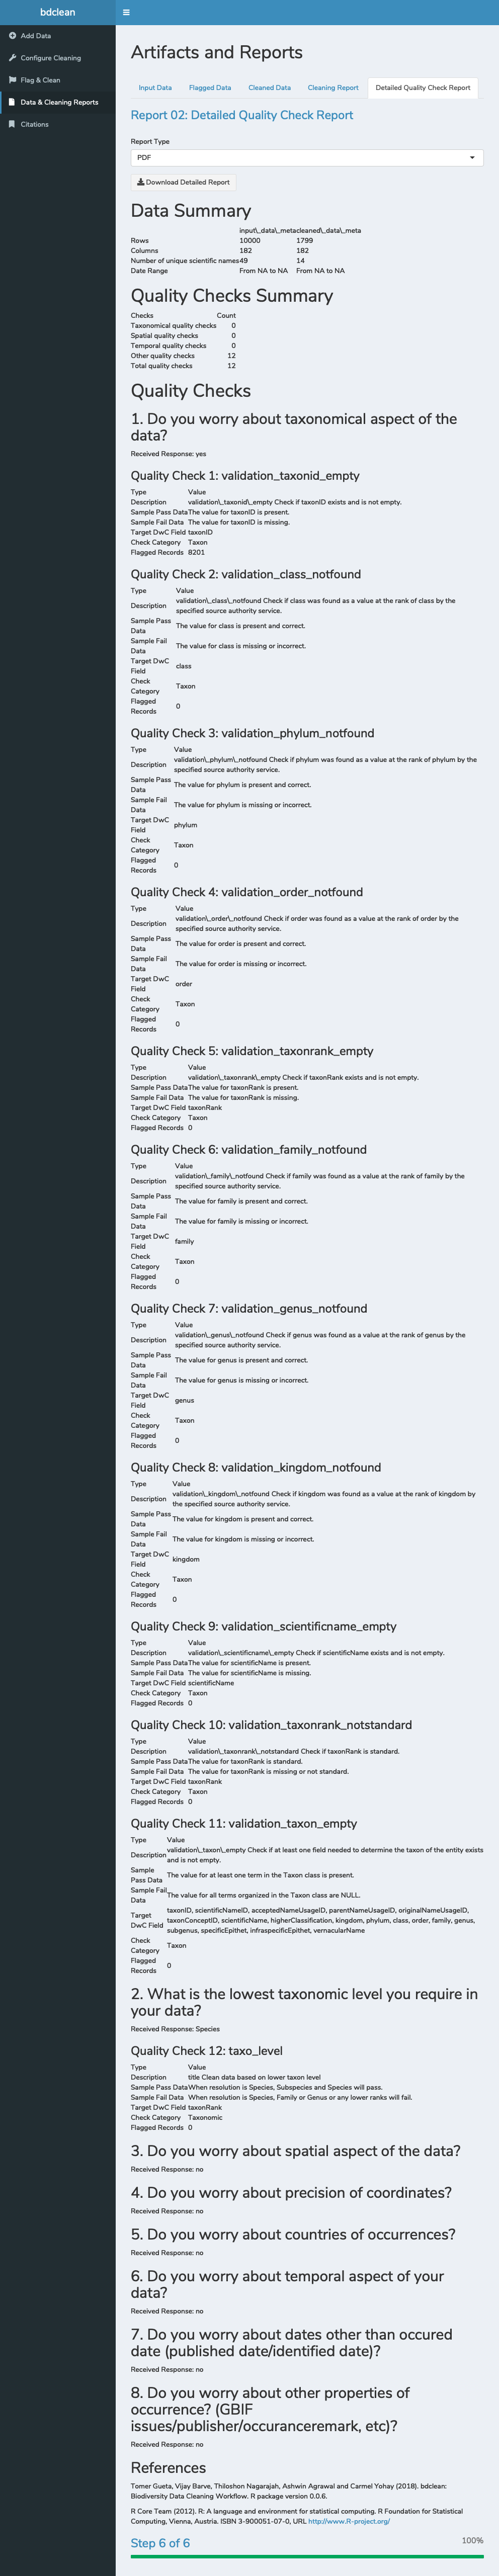 bdclean
Add Data
Configure Cleaning
Flag & Clean
Data & Cleaning Reports
Citations
Artifacts and Reports
Input Data Flagged Data Cleaned Data Cleaning Report Detailed Quality Check Report
Report 02: Detailed Quality Check Report
Report Type
PDF
Download Detailed Report
Data Summary
input\_data\_metacleaned\_data\_meta
Rows 10000 1799
Columns 182 182
Number of unique scientific names49 14
Date Range From NA to NA From NA to NA
Quality Checks Summary
Checks Count
Taxonomical quality checks 0
Spatial quality checks 0
Temporal quality checks 0
Other quality checks 12
Total quality checks 12
Quality Checks
1. Do you worry about taxonomical aspect of the
data?
Received Response: yes
Quality Check 1: validation_taxonid_empty
Type Value
Description validation\_taxonid\_empty Check if taxonID exists and is not empty.
Sample Pass DataThe value for taxonID is present.
Sample Fail Data The value for taxonID is missing.
Target DwC Field taxonID
Check Category Taxon
Flagged Records 8201
Quality Check 2: validation_class_notfound
Type Value
Description validation\_class\_notfound Check if class was found as a value at the rank of class by the
specified source authority service.
Sample Pass
Data The value for class is present and correct.
Sample Fail
Data The value for class is missing or incorrect.
Target DwC
Field class
Check
Category Taxon
Flagged
Records 0
Quality Check 3: validation_phylum_notfound
Type Value
Description validation\_phylum\_notfound Check if phylum was found as a value at the rank of phylum by the
specified source authority service.
Sample Pass
Data The value for phylum is present and correct.
Sample Fail
Data The value for phylum is missing or incorrect.
Target DwC
Field phylum
Check
Category Taxon
Flagged
Records 0
Quality Check 4: validation_order_notfound
Type Value
Description validation\_order\_notfound Check if order was found as a value at the rank of order by the
specified source authority service.
Sample Pass
Data The value for order is present and correct.
Sample Fail
Data The value for order is missing or incorrect.
Target DwC
Field order
Check
Category Taxon
Flagged
Records 0
Quality Check 5: validation_taxonrank_empty
Type Value
Description validation\_taxonrank\_empty Check if taxonRank exists and is not empty.
Sample Pass DataThe value for taxonRank is present.
Sample Fail Data The value for taxonRank is missing.
Target DwC Field taxonRank
Check Category Taxon
Flagged Records 0
Quality Check 6: validation_family_notfound
Type Value
Description validation\_family\_notfound Check if family was found as a value at the rank of family by the
specified source authority service.
Sample Pass
Data The value for family is present and correct.
Sample Fail
Data The value for family is missing or incorrect.
Target DwC
Field family
Check
Category Taxon
Flagged
Records 0
Quality Check 7: validation_genus_notfound
Type Value
Description validation\_genus\_notfound Check if genus was found as a value at the rank of genus by the
specified source authority service.
Sample Pass
Data The value for genus is present and correct.
Sample Fail
Data The value for genus is missing or incorrect.
Target DwC
Field genus
Check
Category Taxon
Flagged
Records 0
Quality Check 8: validation_kingdom_notfound
Type Value
Description validation\_kingdom\_notfound Check if kingdom was found as a value at the rank of kingdom by
the specified source authority service.
Sample Pass
Data The value for kingdom is present and correct.
Sample Fail
Data The value for kingdom is missing or incorrect.
Target DwC
Field kingdom
Check
Category Taxon
Flagged
Records 0
Quality Check 9: validation_scientificname_empty
Type Value
Description validation\_scientificname\_empty Check if scientificName exists and is not empty.
Sample Pass DataThe value for scientificName is present.
Sample Fail Data The value for scientificName is missing.
Target DwC Field scientificName
Check Category Taxon
Flagged Records 0
Quality Check 10: validation_taxonrank_notstandard
Type Value
Description validation\_taxonrank\_notstandard Check if taxonRank is standard.
Sample Pass DataThe value for taxonRank is standard.
Sample Fail Data The value for taxonRank is missing or not standard.
Target DwC Field taxonRank
Check Category Taxon
Flagged Records 0
Quality Check 11: validation_taxon_empty
Type Value
Descriptionvalidation\_taxon\_empty Check if at least one field needed to determine the taxon of the entity exists
and is not empty.
Sample
Pass Data The value for at least one term in the Taxon class is present.
Sample Fail
Data The value for all terms organized in the Taxon class are NULL.
Target
DwC Field taxonID, scientificNameID, acceptedNameUsageID, parentNameUsageID, originalNameUsageID,
taxonConceptID, scientificName, higherClassification, kingdom, phylum, class, order, family, genus,
subgenus, specificEpithet, infraspecificEpithet, vernacularName
Check
Category Taxon
Flagged
Records 0
2. What is the lowest taxonomic level you require in
your data?
Received Response: Species
Quality Check 12: taxo_level
Type Value
Description title Clean data based on lower taxon level
Sample Pass DataWhen resolution is Species, Subspecies and Species will pass.
Sample Fail Data When resolution is Species, Family or Genus or any lower ranks will fail.
Target DwC Field taxonRank
Check Category Taxonomic
Flagged Records 0
3. Do you worry about spatial aspect of the data?
Received Response: no
4. Do you worry about precision of coordinates?
Received Response: no
5. Do you worry about countries of occurrences?
Received Response: no
6. Do you worry about temporal aspect of your
data?
Received Response: no
7. Do you worry about dates other than occured
date (published date/identified date)?
Received Response: no
8. Do you worry about other properties of
occurrence? (GBIF
issues/publisher/occuranceremark, etc)?
Received Response: no
References
Tomer Gueta, Vijay Barve, Thiloshon Nagarajah, Ashwin Agrawal and Carmel Yohay (2018). bdclean:
Biodiversity Data Cleaning Workflow. R package version 0.0.6.
R Core Team (2012). R: A language and environment for statistical computing. R Foundation for Statistical
Computing, Vienna, Austria. ISBN 3-900051-07-0, URL http://www.R-project.org/
Step 6 of 6 100%